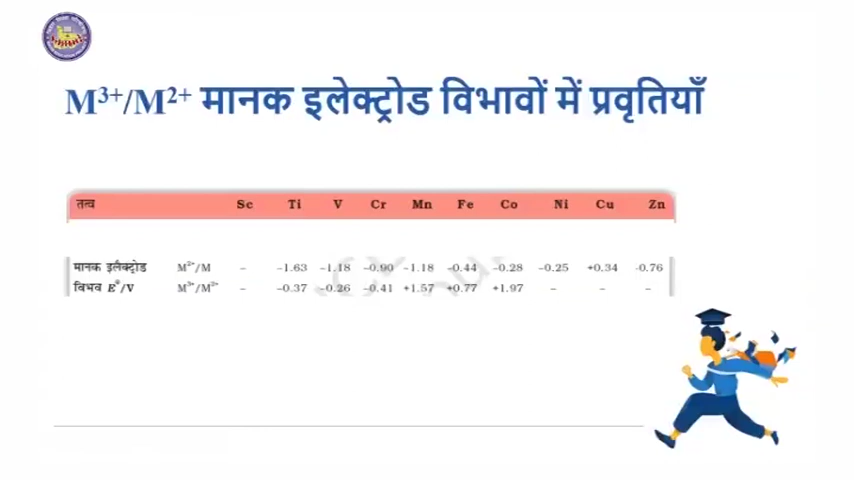 M³⁺/M²⁺ मानक इलेक्ट्रोड विभावों में प्रवृतियाँ
तत्व Sc Ti V Cr Mn Fe Co Ni Cu Zn
मानक इलैक्ट्रोड M²⁺/M – –1.63 –1.18 –0.90 –1.18 –0.44 –0.28 –0.25 +0.34 -0.76
विभव E⊖/V M³⁺/M²⁺ – –0.37 –0.26 –0.41 +1.57 +0.77 +1.97 – – –